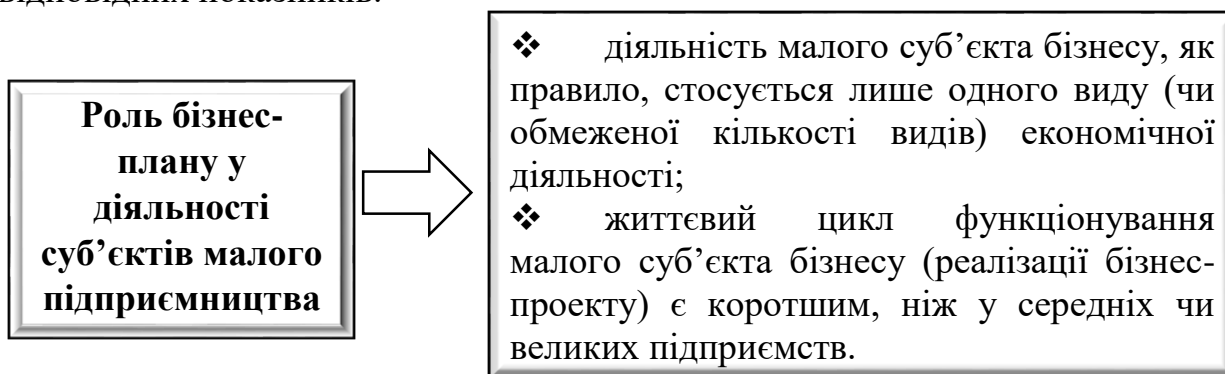 відповідних показників.
Роль бізнес-
плану у
діяльності
суб’єктів малого
підприємництва
❖ діяльність малого суб’єкта бізнесу, як
правило, стосується лише одного виду (чи
обмеженої кількості видів) економічної
діяльності;
❖ життєвий цикл функціонування
малого суб’єкта бізнесу (реалізації бізнес-
проекту) є коротшим, ніж у середніх чи
великих підприємств.